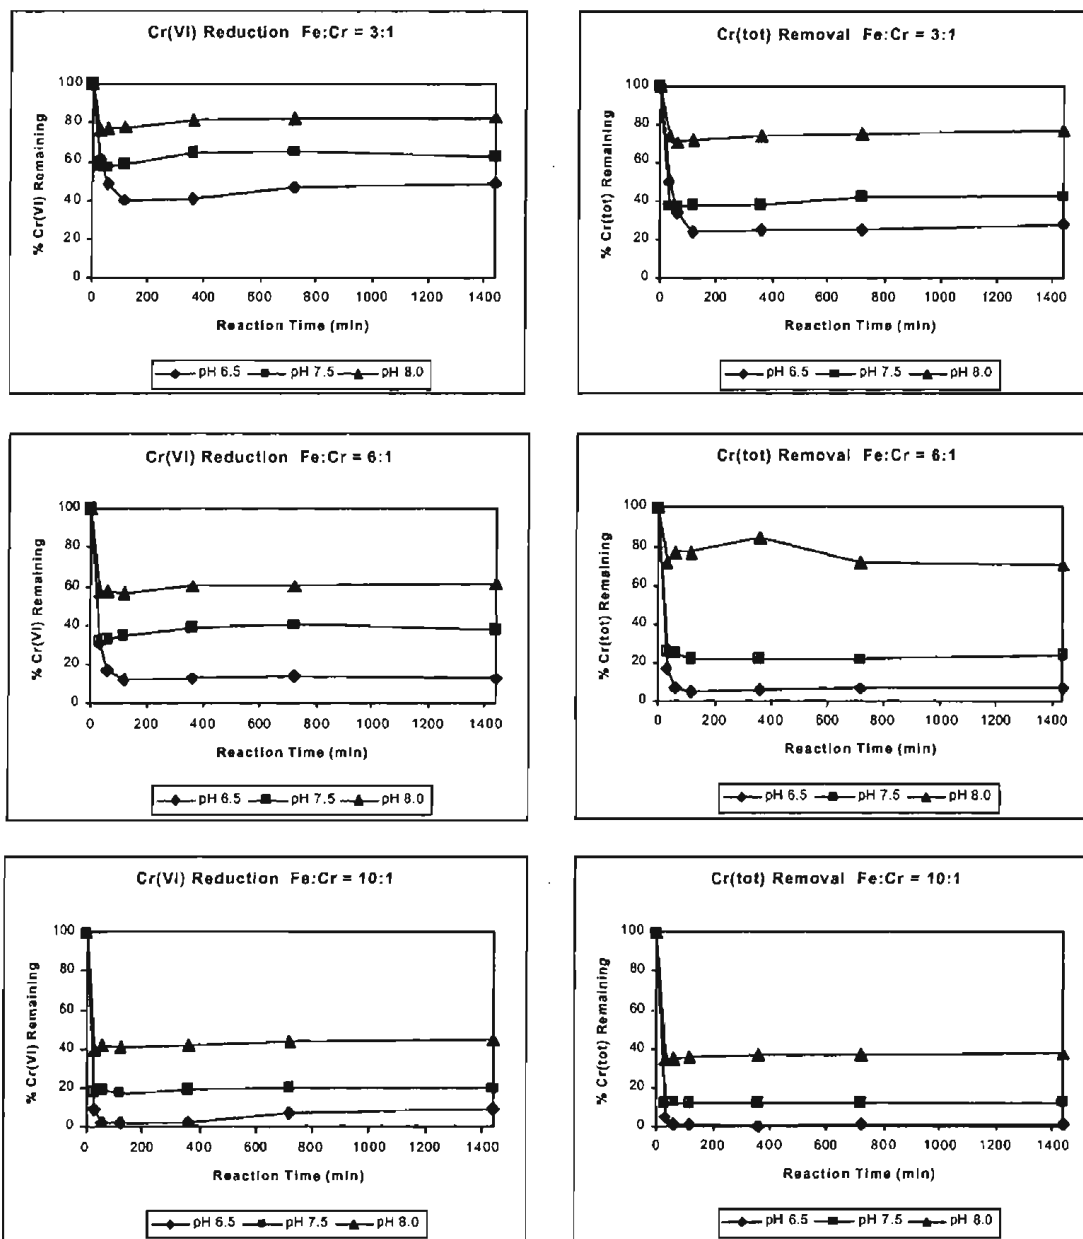 Cr(VI) Reduction Fe:Cr = 3:1
% Cr(VI) Remaining
100
80
60
40
20
0
0 200 400 600 800 1000 1200 1400
Reaction Time (min)
pH 6.5 pH 7.5 pH 8.0
Cr(tot) Removal Fe:Cr = 3:1
% Cr(tot) Remaining
100
80
60
40
20
0
0 200 400 600 800 1000 1200 1400
Reaction Time (min)
pH 6.5 pH 7.5 pH 8.0
Cr(VI) Reduction Fe:Cr = 6:1
% Cr(VI) Remaining
100
80
60
40
20
0
0 200 400 600 800 1000 1200 1400
Reaction Time (min)
pH 6.5 pH 7.5 pH 8.0
Cr(tot) Removal Fe:Cr = 6:1
% Cr(tot) Remaining
100
80
60
40
20
0
0 200 400 600 800 1000 1200 1400
Reaction Time (min)
pH 6.5 pH 7.5 pH 8.0
Cr(VI) Reduction Fe:Cr = 10:1
% Cr(VI) Remaining
100
80
60
40
20
0
0 200 400 600 800 1000 1200 1400
Reaction Time (min)
pH 6.5 pH 7.5 pH 8.0
Cr(tot) Removal Fe:Cr = 10:1
% Cr(tot) Remaining
100
80
60
40
20
0
0 200 400 600 800 1000 1200 1400
Reaction Time (min)
pH 6.5 pH 7.5 pH 8.0